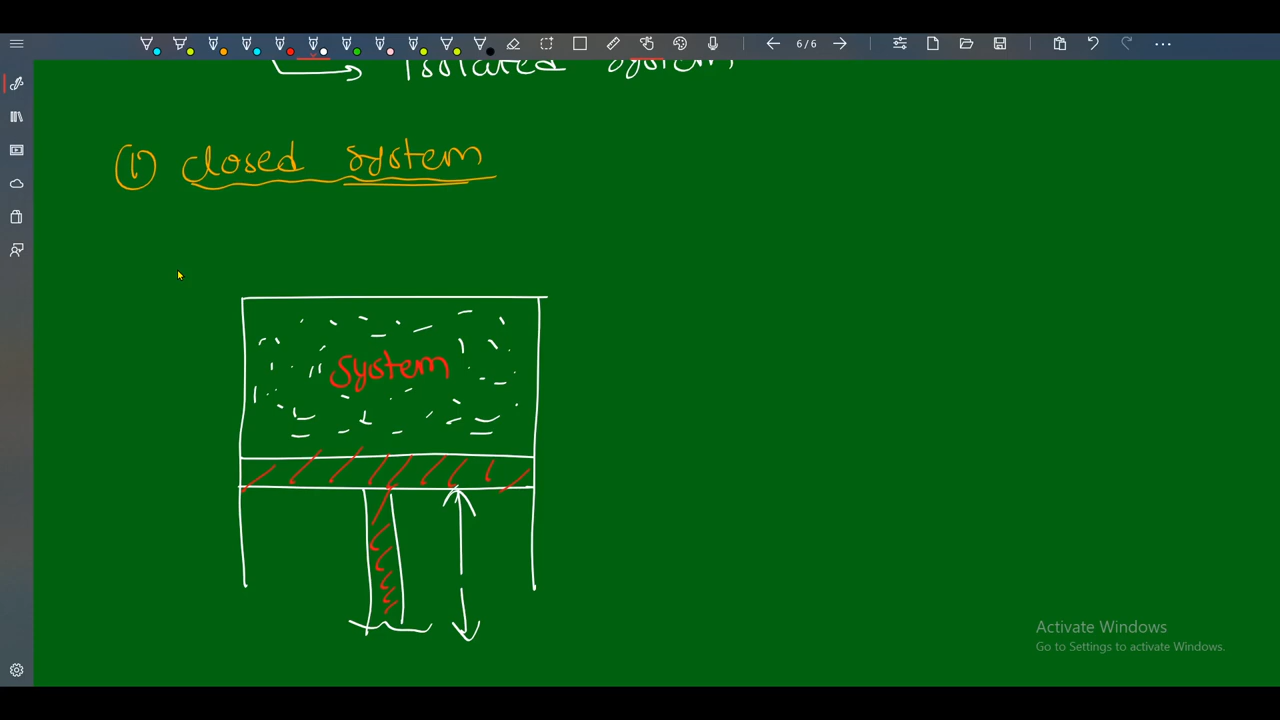 6/6
Isolated system,
(1) closed system
system
Activate Windows
Go to Settings to activate Windows.